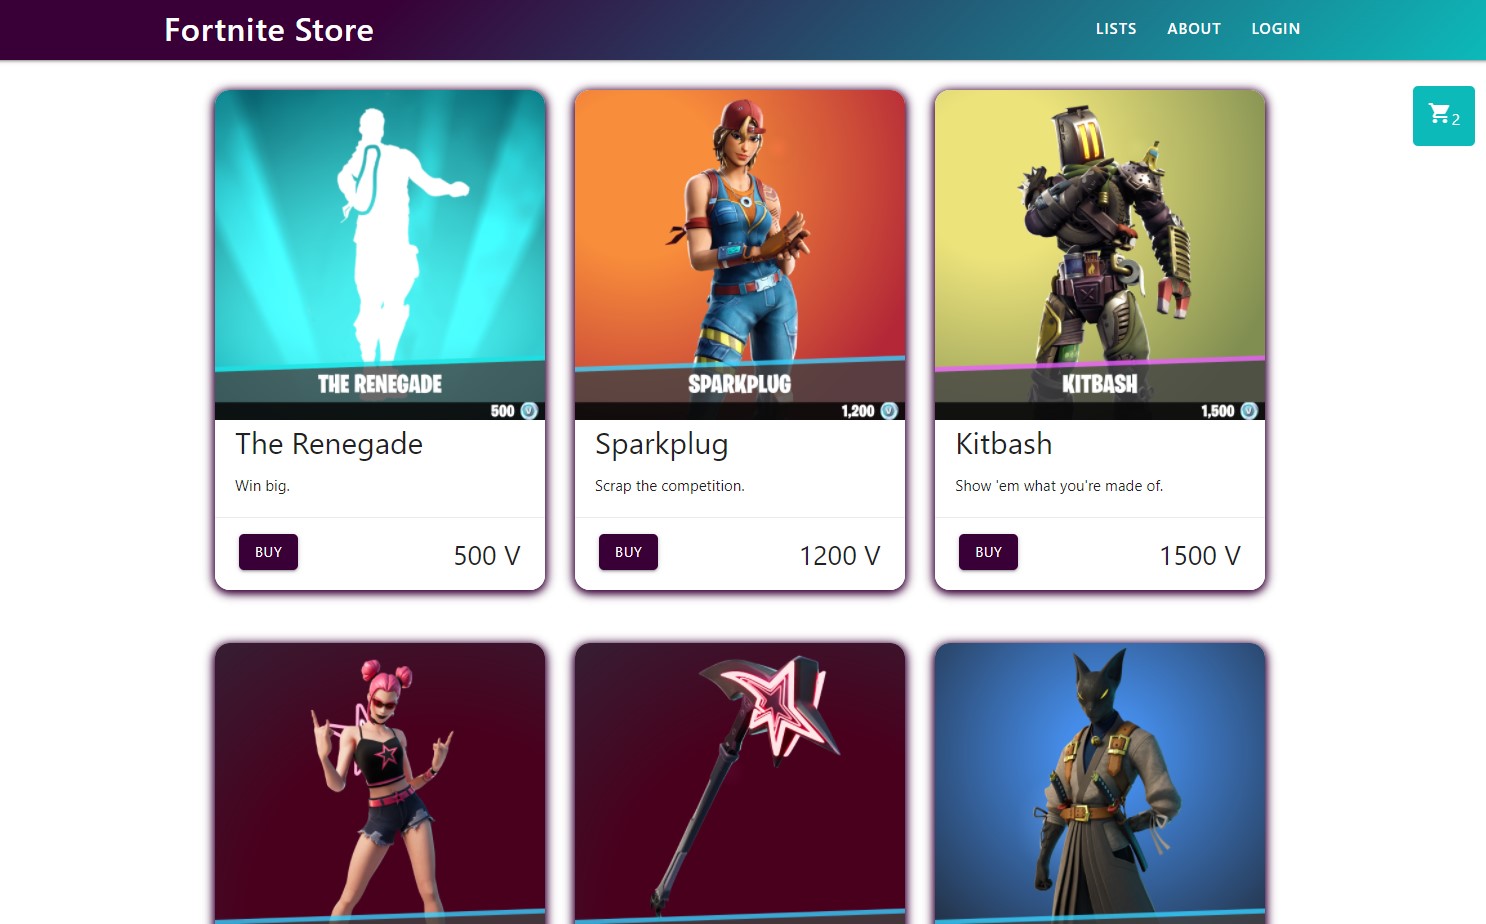 Fortnite Store
LISTS ABOUT LOGIN
2
THE RENEGADE
500 V
The Renegade
Win big.
BUY 500 V
SPARKPLUG
1,200 V
Sparkplug
Scrap the competition.
BUY 1200 V
KITBASH
1,500 V
Kitbash
Show 'em what you're made of.
BUY 1500 V